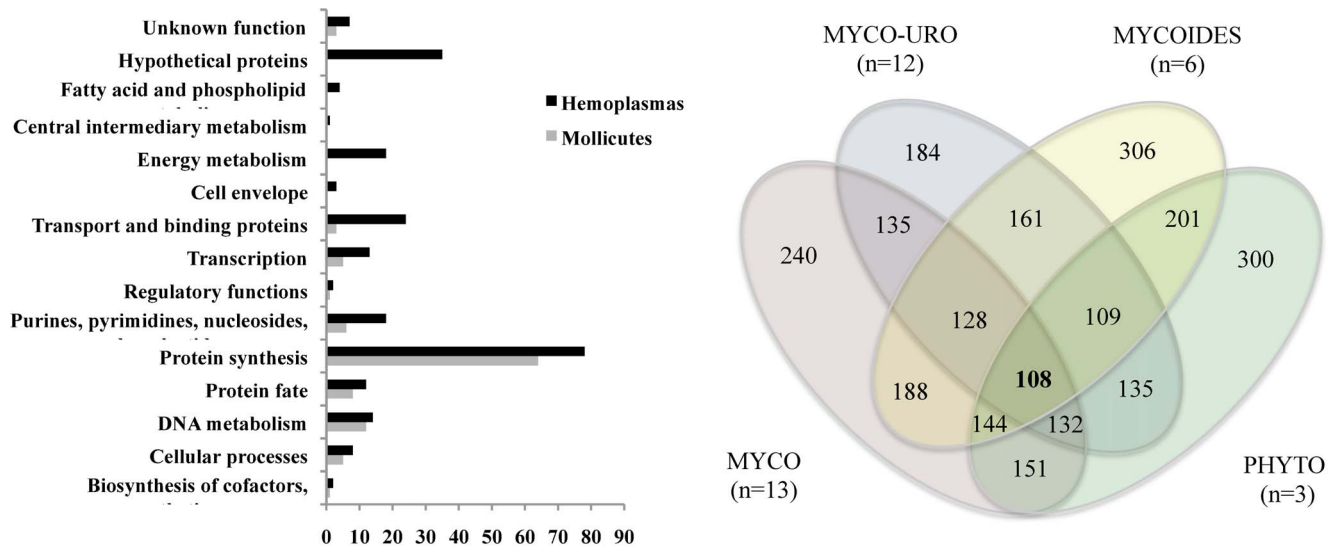 Unknown function
Hypothetical proteins
Fatty acid and phospholipid
Central intermediary metabolism
Energy metabolism
Cell envelope
Transport and binding proteins
Transcription
Regulatory functions
Purines, pyrimidines, nucleosides,
Protein synthesis
Protein fate
DNA metabolism
Cellular processes
Biosynthesis of cofactors,
0 10 20 30 40 50 60 70 80 90
Hemoplasmas
Mollicutes
MYCO-URO
(n=12)
MYCOIDES
(n=6)
184
306
135
161
201
240
300
128
109
188
108
135
144
132
151
MYCO
(n=13)
PHYTO
(n=3)